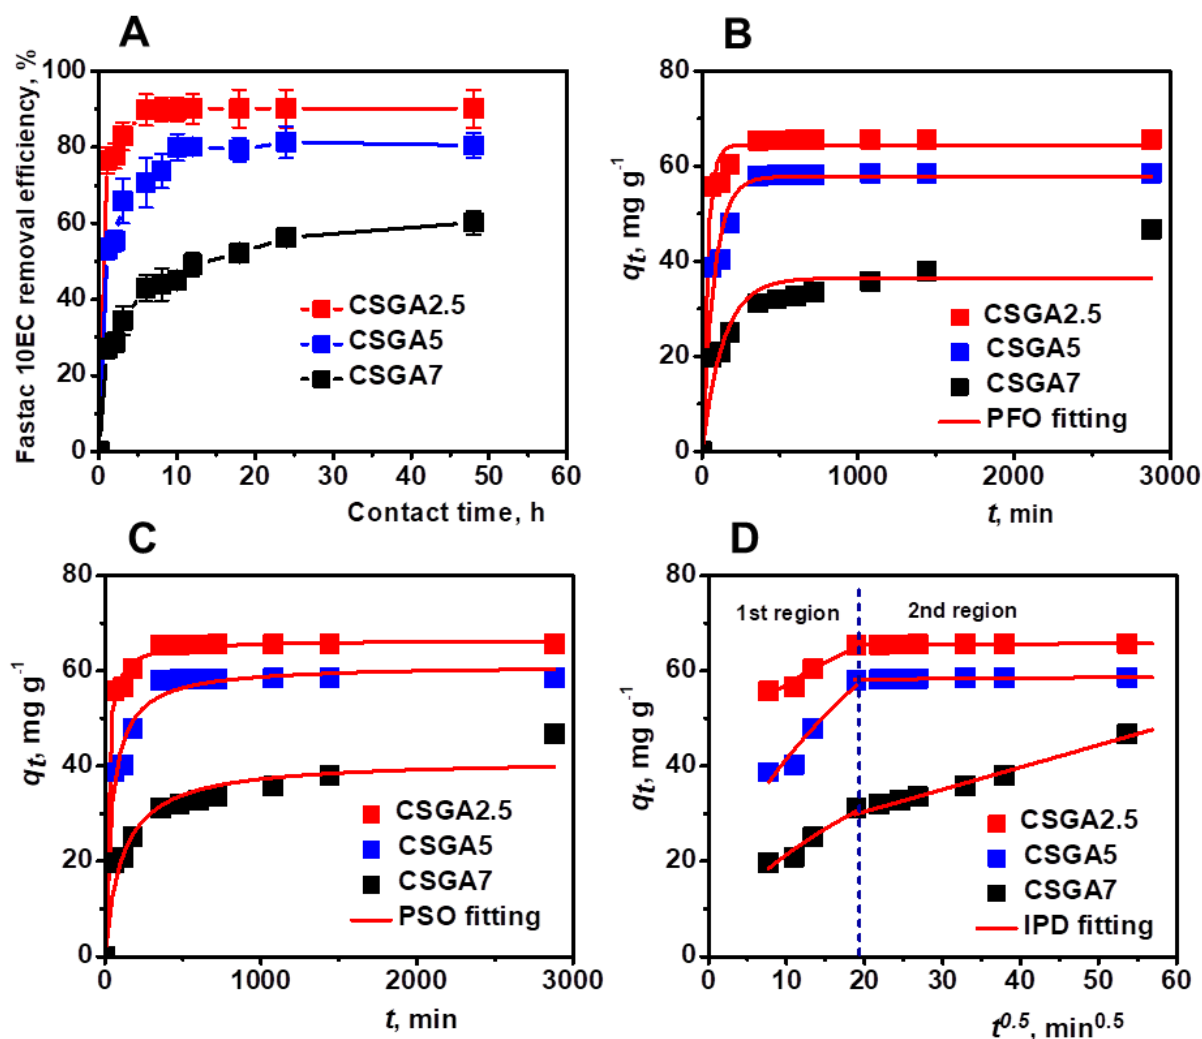 A
Fastac 10EC removal efficiency, %
100
80
60
40
20
0
CSGA2.5
CSGA5
CSGA7
0 10 20 30 40 50 60
Contact time, h
B
qt, mg g-1
80
60
40
20
0
CSGA2.5
CSGA5
CSGA7
PFO fitting
0 1000 2000 3000
t, min
C
qt, mg g-1
80
60
40
20
0
CSGA2.5
CSGA5
CSGA7
PSO fitting
0 1000 2000 3000
t, min
D
qt, mg g-1
80
60
40
20
0
1st region
2nd region
CSGA2.5
CSGA5
CSGA7
IPD fitting
0 10 20 30 40 50 60
t0.5, min0.5